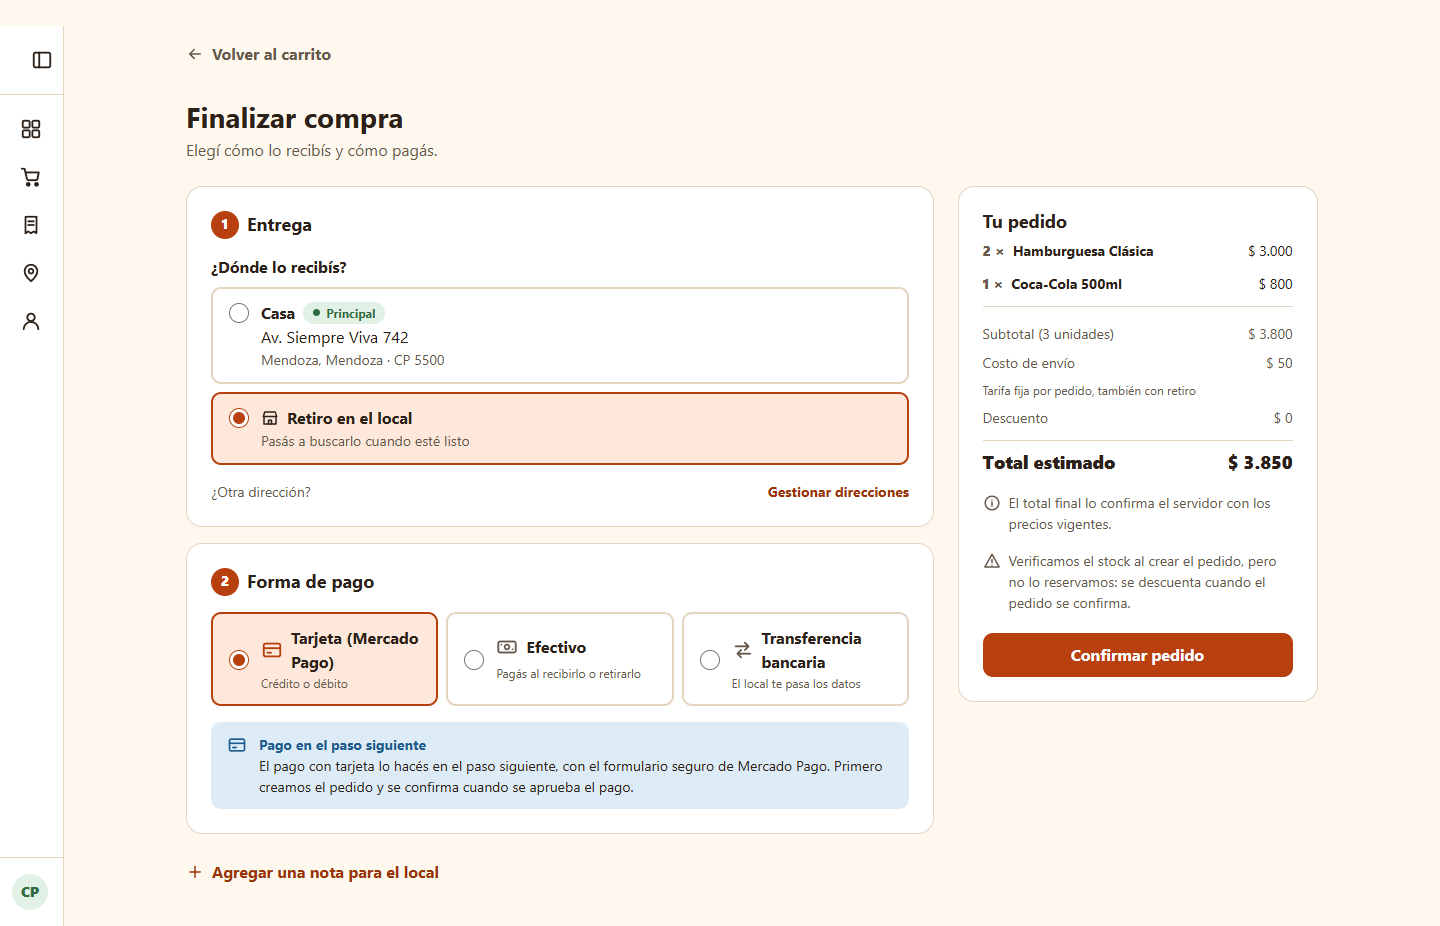 Volver al carrito
Finalizar compra
Elegí cómo lo recibís y cómo pagás.
1 Entrega
¿Dónde lo recibís?
Casa Principal
Av. Siempre Viva 742
Mendoza, Mendoza · CP 5500
Retiro en el local
Pasás a buscarlo cuando esté listo
¿Otra dirección? Gestionar direcciones
2 Forma de pago
Tarjeta (Mercado
Pago)
Crédito o débito
Efectivo
Pagás al recibirlo o retirarlo
Transferencia
bancaria
El local te pasa los datos
Pago en el paso siguiente
El pago con tarjeta lo hacés en el paso siguiente, con el formulario seguro de Mercado Pago. Primero
creamos el pedido y se confirma cuando se aprueba el pago.
Agregar una nota para el local
Tu pedido
2 × Hamburguesa Clásica $ 3.000
1 × Coca-Cola 500ml $ 800
Subtotal (3 unidades) $ 3.800
Costo de envío $ 50
Tarifa fija por pedido, también con retiro
Descuento $ 0
Total estimado $ 3.850
El total final lo confirma el servidor con los
precios vigentes.
Verificamos el stock al crear el pedido, pero
no lo reservamos: se descuenta cuando el
pedido se confirma.
Confirmar pedido
CP